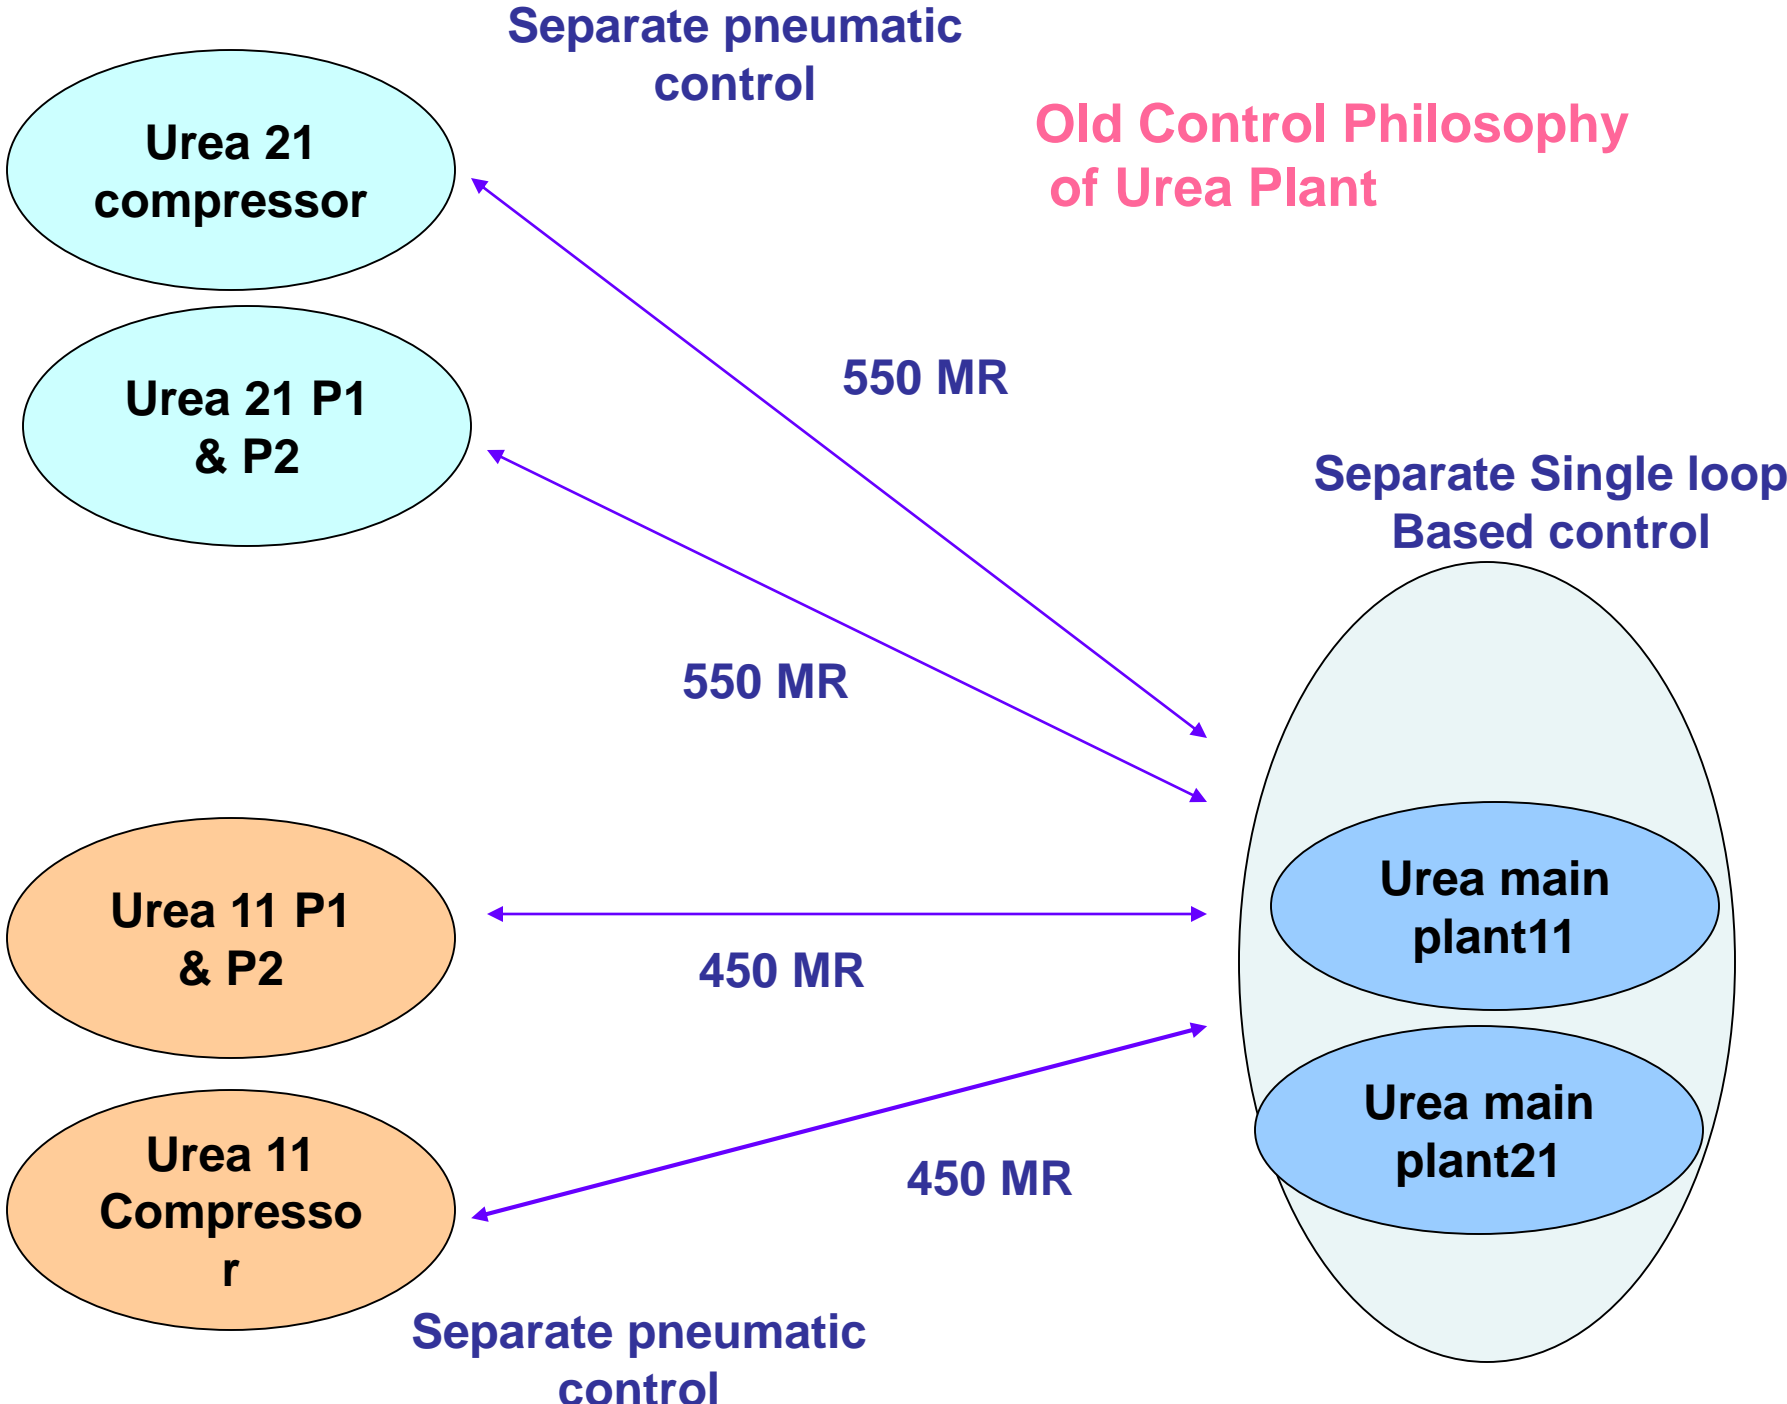 Separate pneumatic
control
Old Control Philosophy
of Urea Plant
Urea 21
compressor
Urea 21 P1
& P2
550 MR
550 MR
Separate Single loop
Based control
Urea 11 P1
& P2
450 MR
Urea main
plant11
Urea main
plant21
Urea 11
Compresso
r
450 MR
Separate pneumatic
control